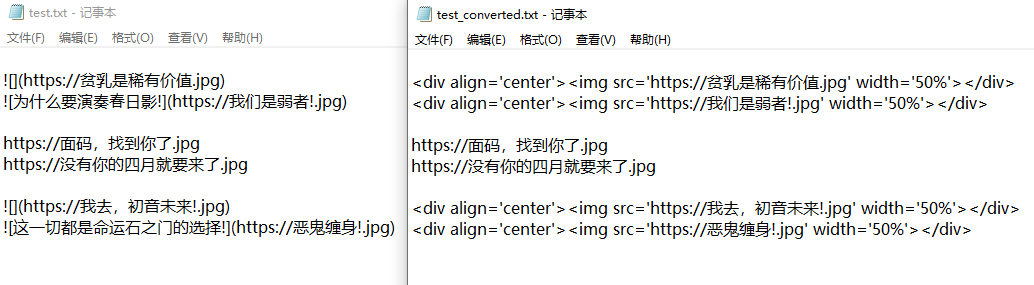 test.txt - 记事本
文件(F) 编辑(E) 格式(O) 查看(V) 帮助(H)
![](https://贫乳是稀有价值.jpg)
![为什么要演奏春日影!](https://我们是弱者!.jpg)
https://面码，找到你了.jpg
https://没有你的四月就要来了.jpg
![](https://我去，初音未来!.jpg)
![这一切都是命运石之门的选择!](https://恶鬼缠身!.jpg)
test_converted.txt - 记事本
文件(F) 编辑(E) 格式(O) 查看(V) 帮助(H)
<div align='center'><img src='https://贫乳是稀有价值.jpg' width='50%'></div>
<div align='center'><img src='https://我们是弱者!.jpg' width='50%'></div>
https://面码，找到你了.jpg
https://没有你的四月就要来了.jpg
<div align='center'><img src='https://我去，初音未来!.jpg' width='50%'></div>
<div align='center'><img src='https://恶鬼缠身!.jpg' width='50%'></div>